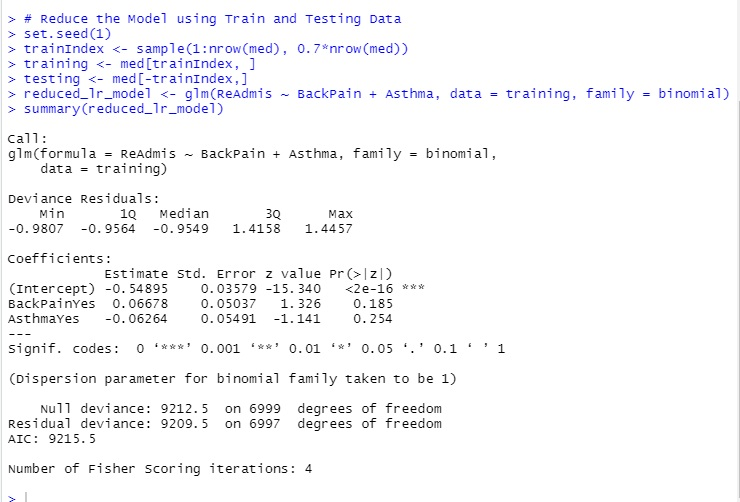 > # Reduce the Model using Train and Testing Data
> set.seed(1)
> trainIndex <- sample(1:nrow(med), 0.7*nrow(med))
> training <- med[trainIndex, ]
> testing <- med[-trainIndex,]
> reduced_lr_model <- glm(ReAdmis ~ BackPain + Asthma, data = training, family = binomial)
> summary(reduced_lr_model)

Call:
glm(formula = ReAdmis ~ BackPain + Asthma, family = binomial,
    data = training)

Deviance Residuals:
    Min      1Q  Median      3Q     Max
-0.9807 -0.9564 -0.9549  1.4158  1.4457

Coefficients:
            Estimate Std. Error z value Pr(>|z|)
(Intercept) -0.54895    0.03579 -15.340   <2e-16 ***
BackPainYes  0.06678    0.05037   1.326    0.185
AsthmaYes   -0.06264    0.05491  -1.141    0.254
---
Signif. codes:  0 ‘***’ 0.001 ‘**’ 0.01 ‘*’ 0.05 ‘.’ 0.1 ‘ ’ 1

(Dispersion parameter for binomial family taken to be 1)

    Null deviance: 9212.5  on 6999  degrees of freedom
Residual deviance: 9209.5  on 6997  degrees of freedom
AIC: 9215.5

Number of Fisher Scoring iterations: 4

>